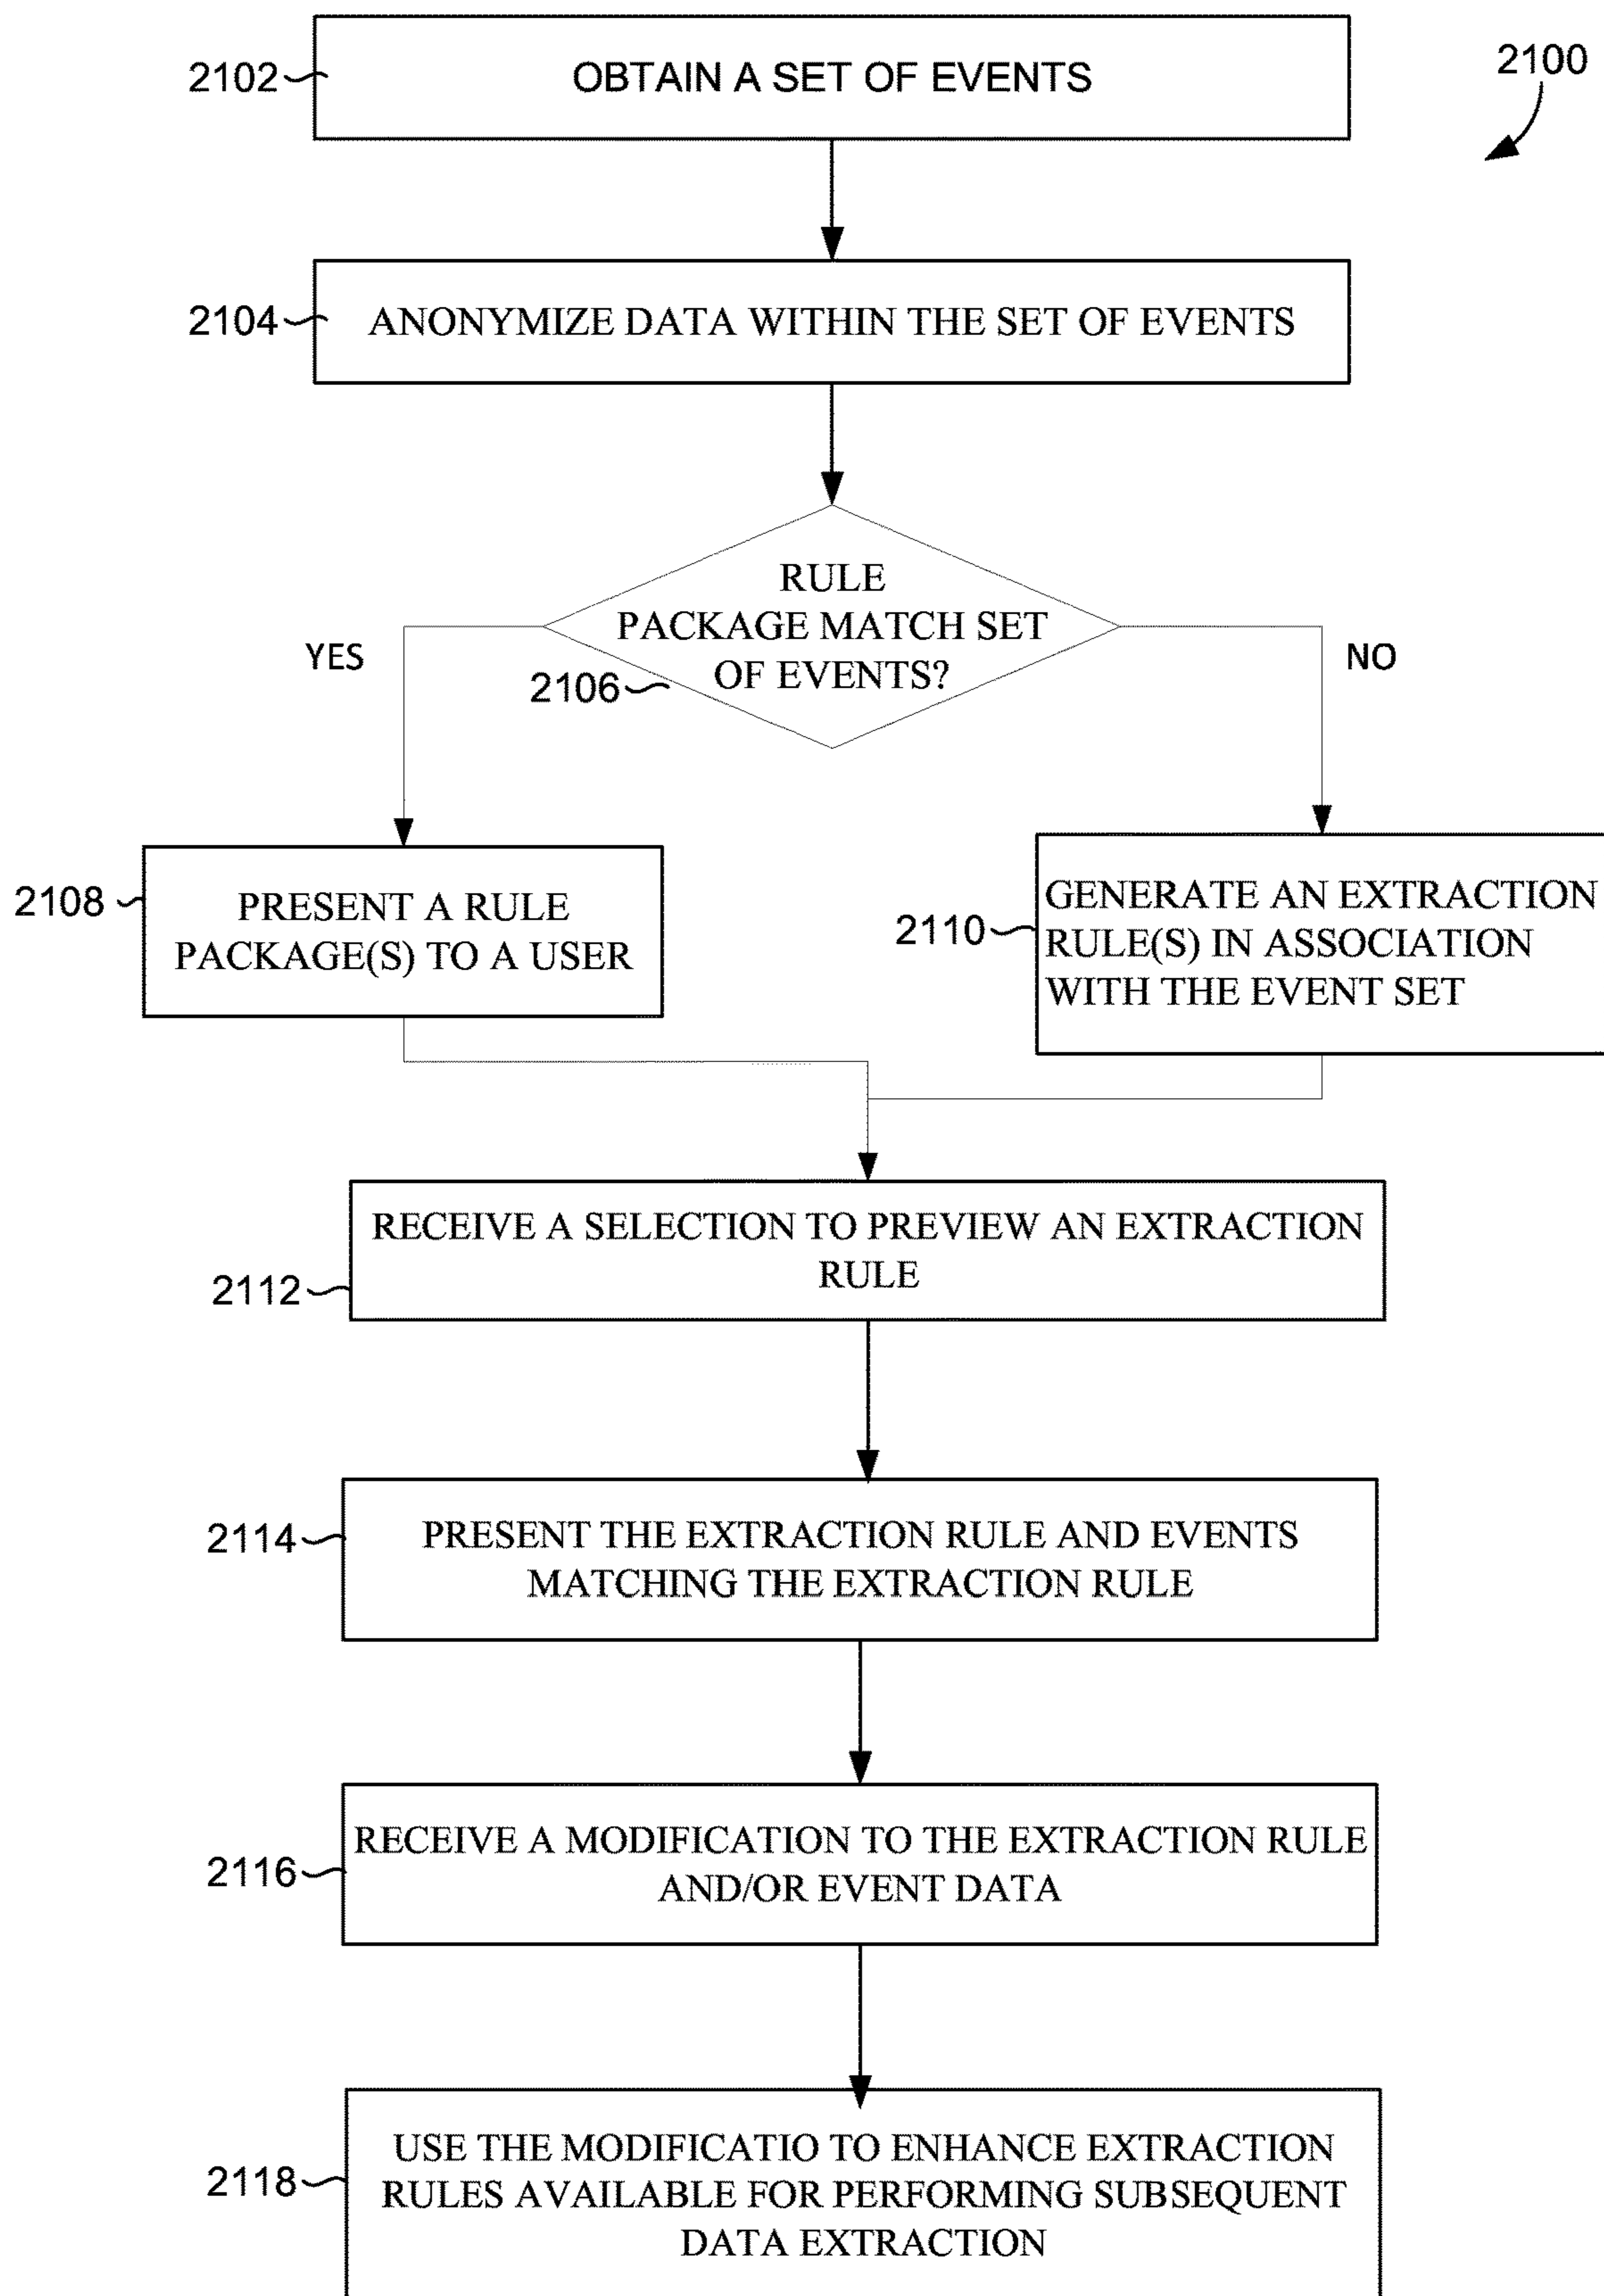 2100
2102
OBTAIN A SET OF EVENTS
2104
ANONYMIZE DATA WITHIN THE SET OF EVENTS
RULE
PACKAGE MATCH SET
OF EVENTS?
2106
YES
NO
2108
PRESENT A RULE
PACKAGE(S) TO A USER
2110
GENERATE AN EXTRACTION
RULE(S) IN ASSOCIATION
WITH THE EVENT SET
2112
RECEIVE A SELECTION TO PREVIEW AN EXTRACTION
RULE
2114
PRESENT THE EXTRACTION RULE AND EVENTS
MATCHING THE EXTRACTION RULE
2116
RECEIVE A MODIFICATION TO THE EXTRACTION RULE
AND/OR EVENT DATA
2118
USE THE MODIFICATIO TO ENHANCE EXTRACTION
RULES AVAILABLE FOR PERFORMING SUBSEQUENT
DATA EXTRACTION